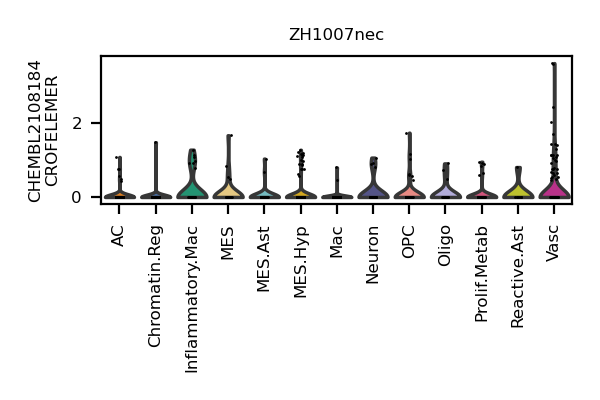 ZH1007nec
CHEMBL2108184
CROFELEMER
2
0
AC
Chromatin.Reg
Inflammatory.Mac
MES
MES.Ast
MES.Hyp
Mac
Neuron
OPC
Oligo
Prolif.Metab
Reactive.Ast
Vasc